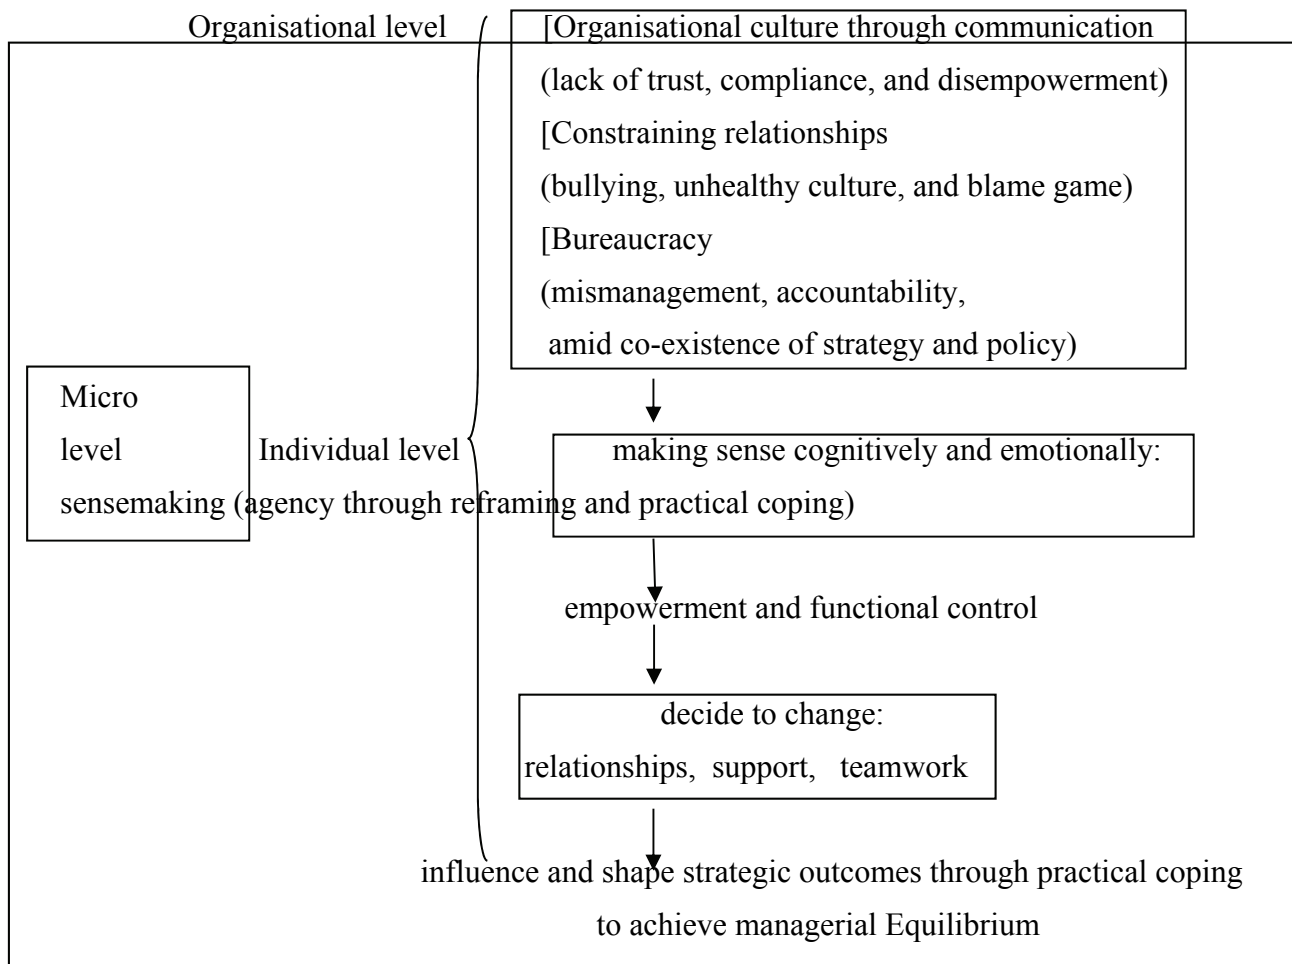 Organisational level [Organisational culture through communication
(lack of trust, compliance, and disempowerment)
[Constraining relationships
(bullying, unhealthy culture, and blame game)
[Bureaucracy
(mismanagement, accountability,
amid co-existence of strategy and policy)
Micro
level Individual level making sense cognitively and emotionally:
sensemaking (agency through reframing and practical coping)
empowerment and functional control
decide to change:
relationships, support, teamwork
influence and shape strategic outcomes through practical coping
to achieve managerial Equilibrium